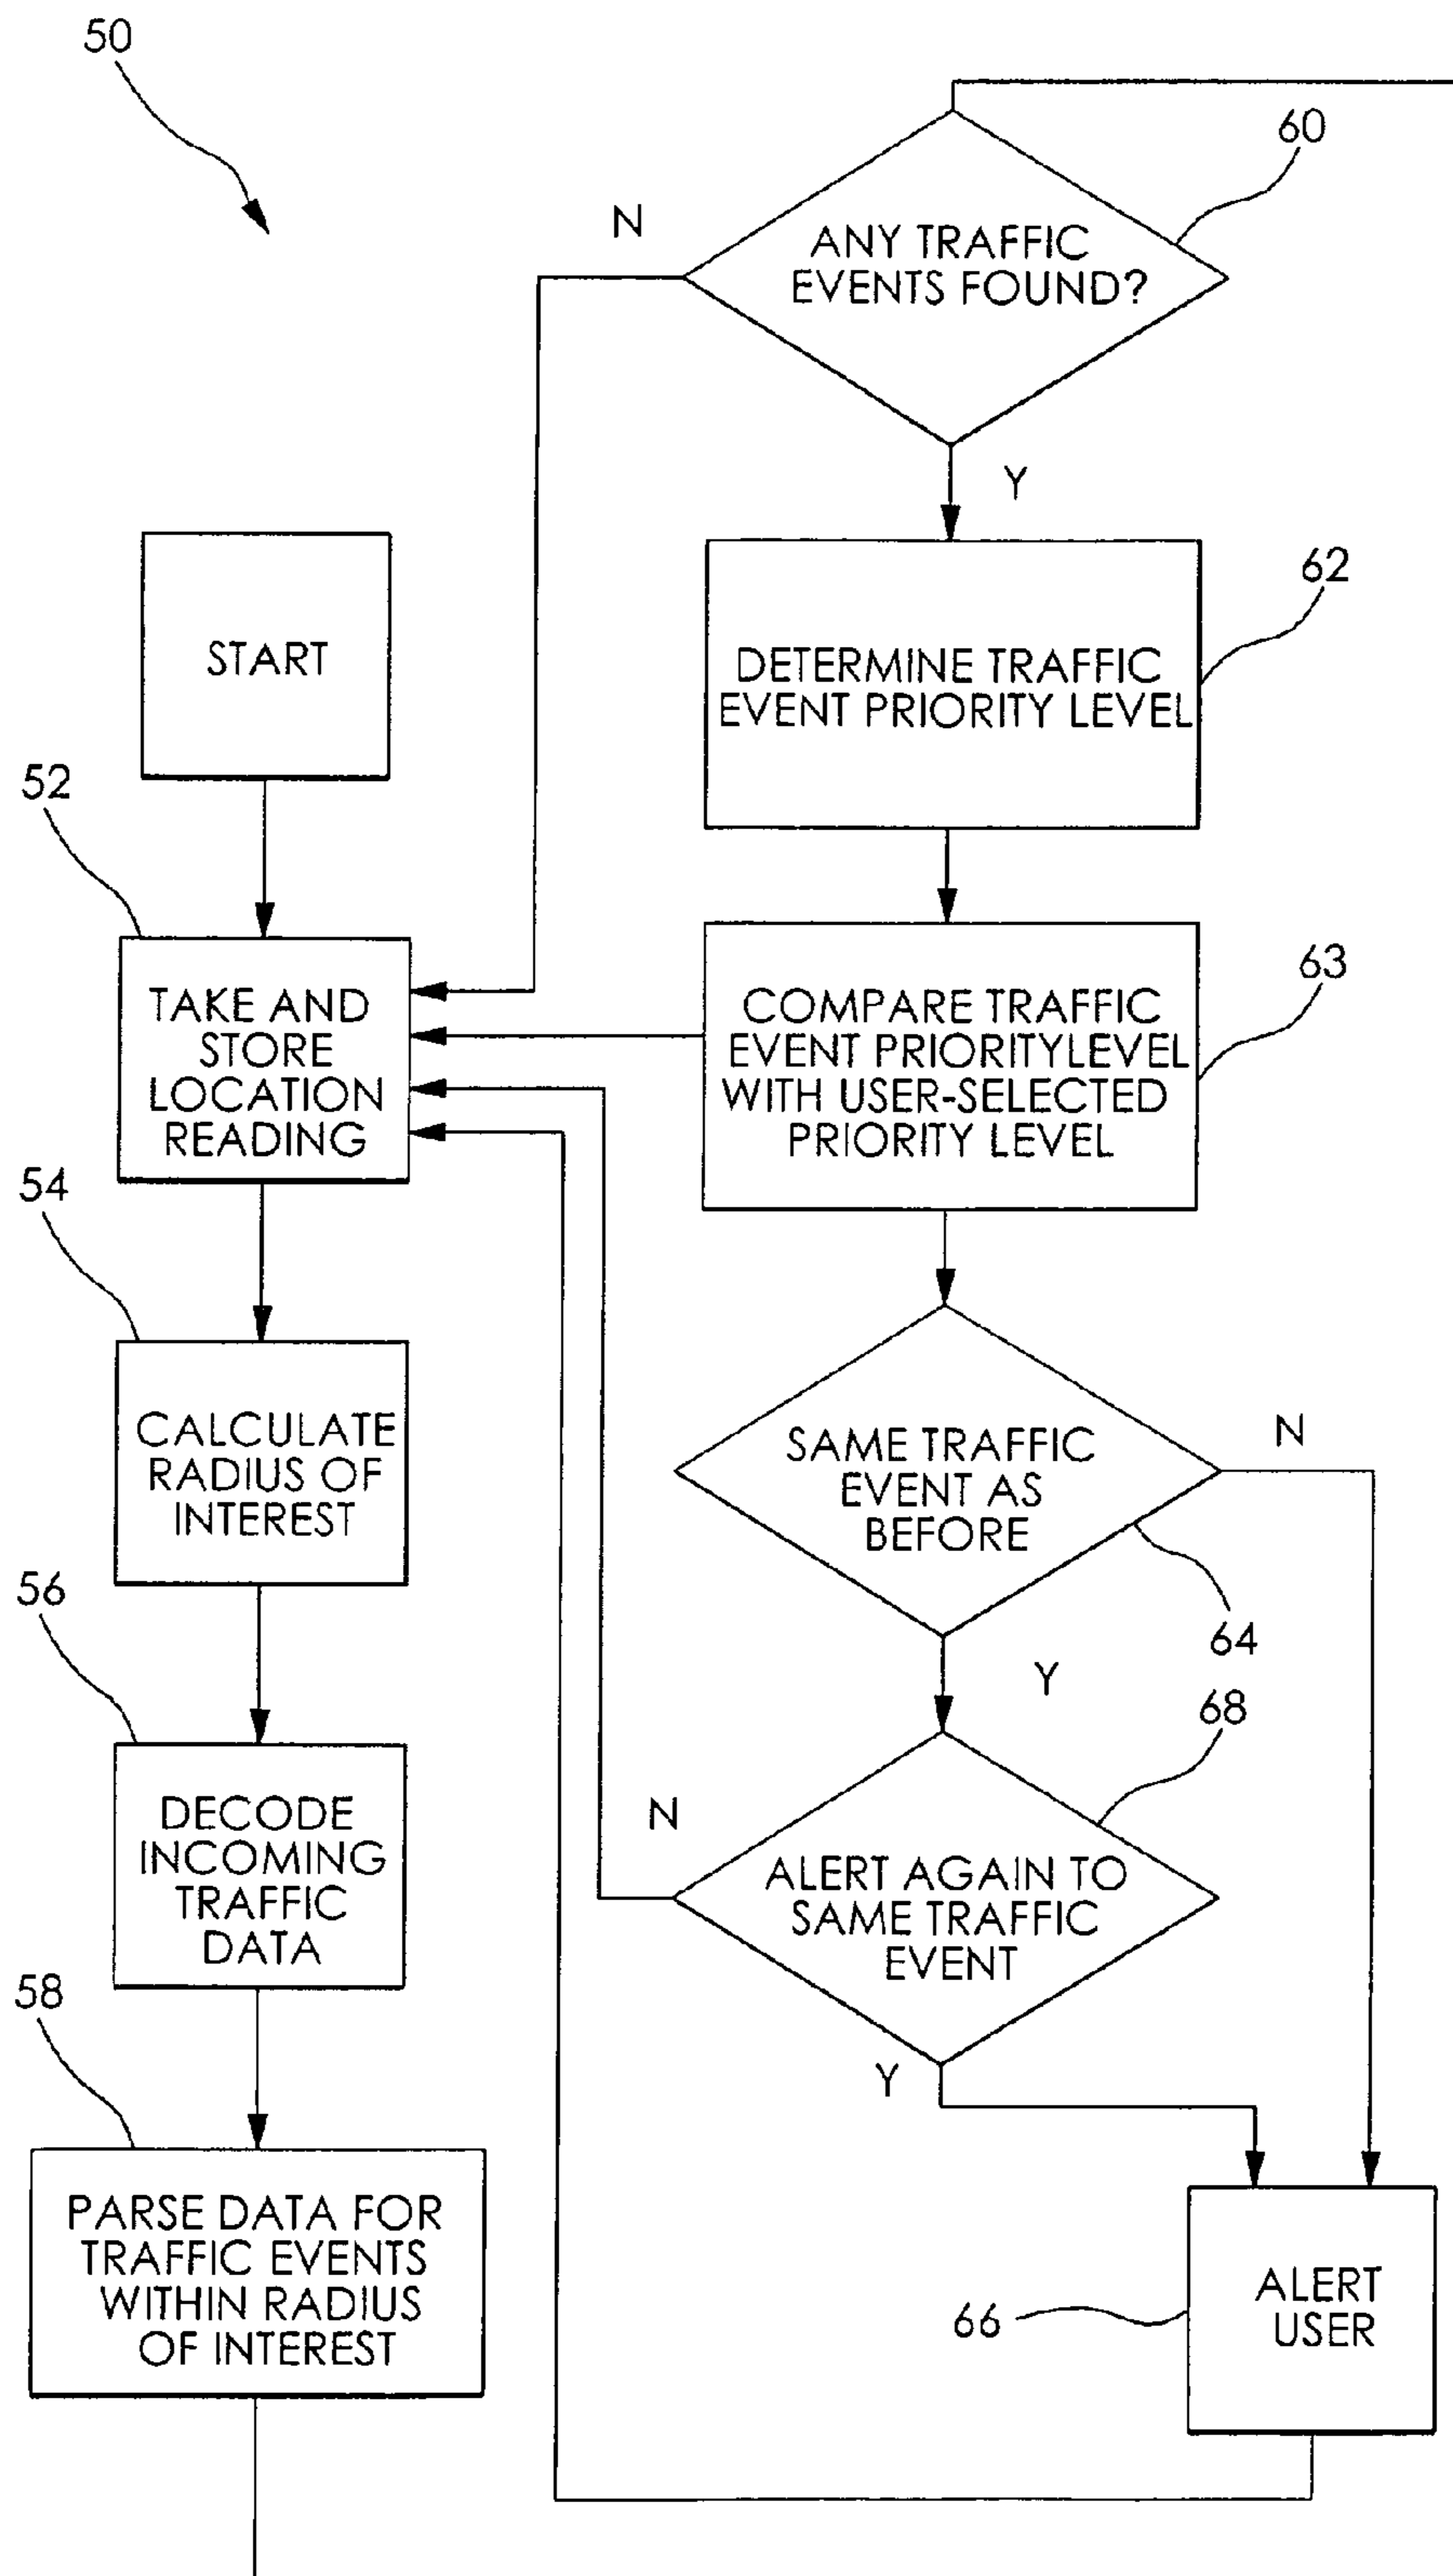 50
START
52
TAKE AND
STORE
LOCATION
READING
54
CALCULATE
RADIUS OF
INTEREST
56
DECODE
INCOMING
TRAFFIC
DATA
58
PARSE DATA FOR
TRAFFIC EVENTS
WITHIN RADIUS
OF INTEREST
60
N
ANY TRAFFIC
EVENTS FOUND?
Y
62
DETERMINE TRAFFIC
EVENT PRIORITY LEVEL
63
COMPARE TRAFFIC
EVENT PRIORITYLEVEL
WITH USER-SELECTED
PRIORITY LEVEL
N
SAME TRAFFIC
EVENT AS
BEFORE
64
Y
68
N
ALERT AGAIN TO
SAME TRAFFIC
EVENT
Y
66
ALERT
USER